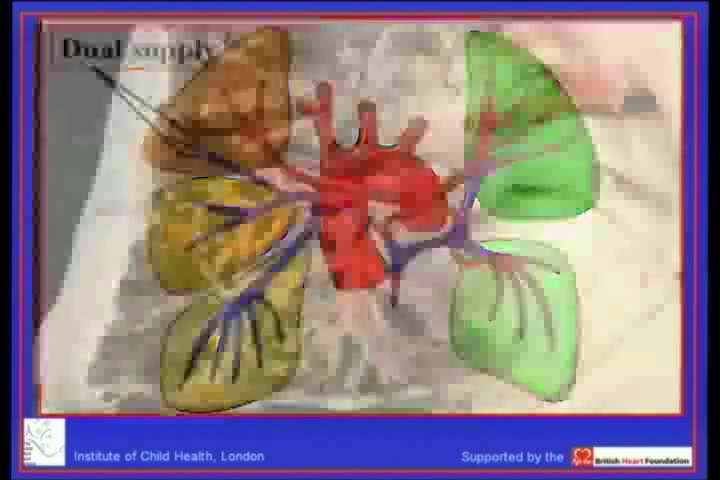 Dual supply
Institute of Child Health, London
Supported by the
British Heart Foundation